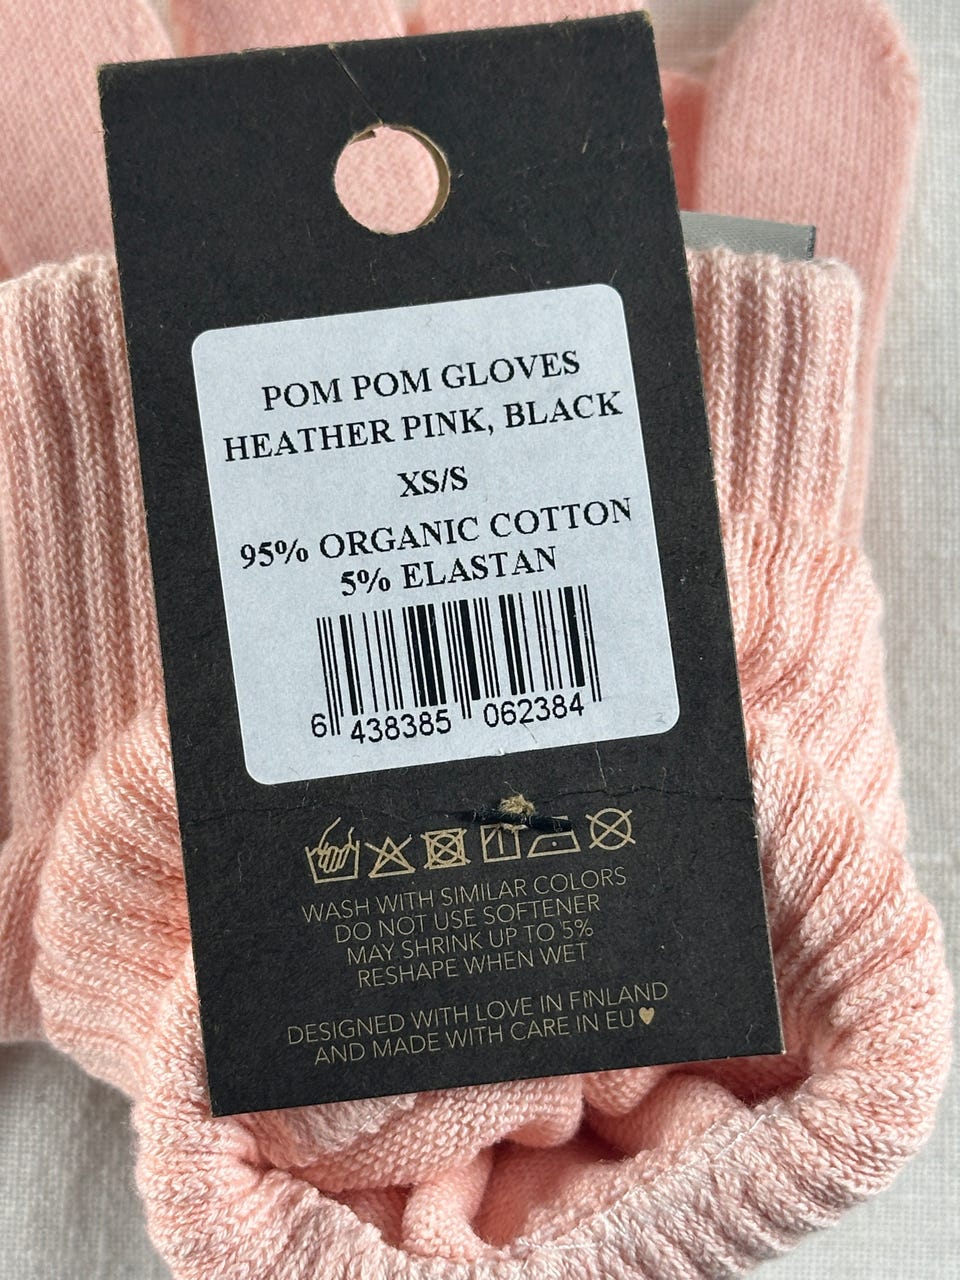 POM POM GLOVES
HEATHER PINK, BLACK
XS/S
95% ORGANIC COTTON
5% ELASTAN
6 438385 062384
WASH WITH SIMILAR COLORS
DO NOT USE SOFTENER
MAY SHRINK UP TO 5%
RESHAPE WHEN WET
DESIGNED WITH LOVE IN FINLAND
AND MADE WITH CARE IN EU♥